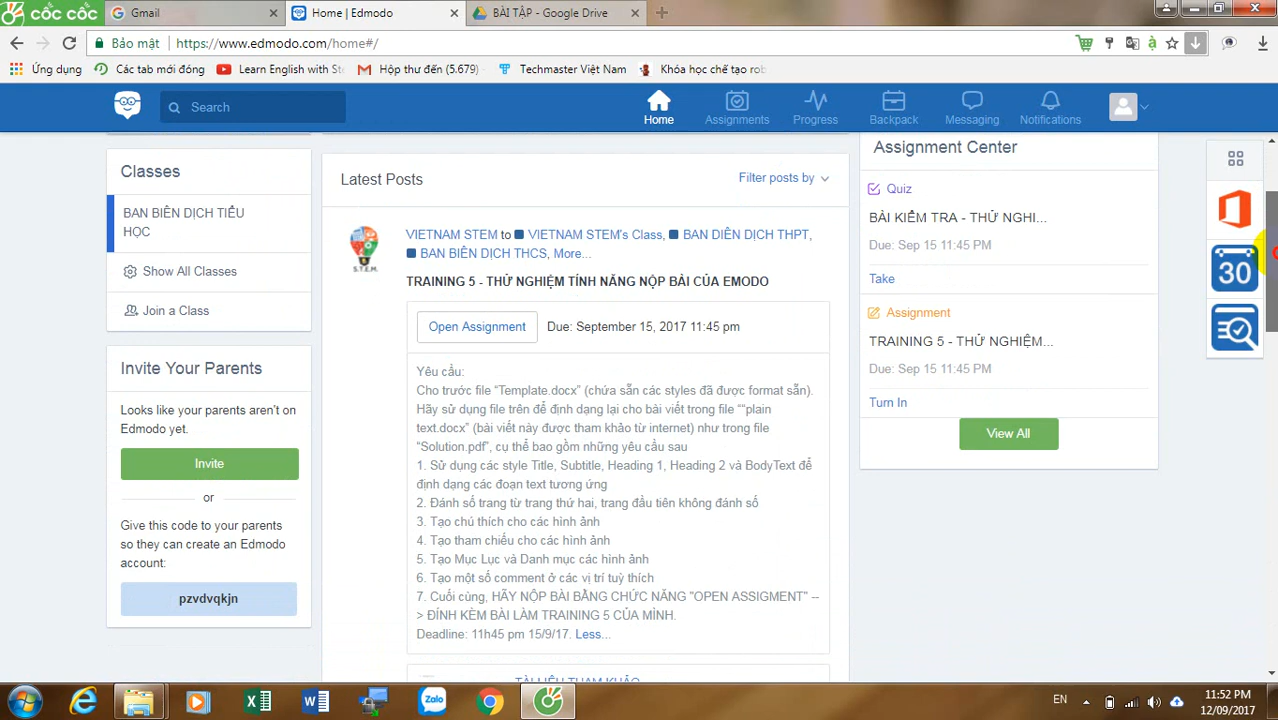 cốc cốc
Gmail
Home | Edmodo
BÀI TẬP - Google Drive
Bảo mật
https://www.edmodo.com/home#/
Ứng dụng
Các tab mới đóng
Learn English with Ste
Hộp thư đến (5.679)
Techmaster Việt Nam
Khóa học chế tạo rob
Search
Home
Assignments
Progress
Backpack
Messaging
Notifications
Classes
BAN BIÊN DỊCH TIỂU
HỌC
Show All Classes
Join a Class
Invite Your Parents
Looks like your parents aren't on
Edmodo yet.
Invite
or
Give this code to your parents
so they can create an Edmodo
account:
pzvdvqkjn
Latest Posts
Filter posts by
S.T.E.M.
VIETNAM STEM to VIETNAM STEM's Class, BAN DIÊN DỊCH THPT,
BAN BIÊN DỊCH THCS, More...
TRAINING 5 - THỬ NGHIỆM TÍNH NĂNG NỘP BÀI CỦA EMODO
Open Assignment
Due: September 15, 2017 11:45 pm
Yêu cầu:
Cho trước file “Template.docx” (chứa sẵn các styles đã được format sẵn).
Hãy sử dụng file trên để định dạng lại cho bài viết trong file ““plain
text.docx” (bài viết này được tham khảo từ internet) như trong file
“Solution.pdf”, cụ thể bao gồm những yêu cầu sau
1. Sử dụng các style Title, Subtitle, Heading 1, Heading 2 và BodyText để
định dạng các đoạn text tương ứng
2. Đánh số trang từ trang thứ hai, trang đầu tiên không đánh số
3. Tạo chú thích cho các hình ảnh
4. Tạo tham chiếu cho các hình ảnh
5. Tạo Mục Lục và Danh mục các hình ảnh
6. Tạo một số comment ở các vị trí tuỳ thích
7. Cuối cùng, HÃY NỘP BÀI BẰNG CHỨC NĂNG "OPEN ASSIGMENT" --
> ĐÍNH KÈM BÀI LÀM TRAINING 5 CỦA MÌNH.
Deadline: 11h45 pm 15/9/17. Less...
TÀI LIỆU THAM KHẢO
Assignment Center
Quiz
BÀI KIỂM TRA - THỬ NGHI...
Due: Sep 15 11:45 PM
Take
Assignment
TRAINING 5 - THỬ NGHIỆM...
Due: Sep 15 11:45 PM
Turn In
View All
30
Zalo
EN
11:52 PM
12/09/2017